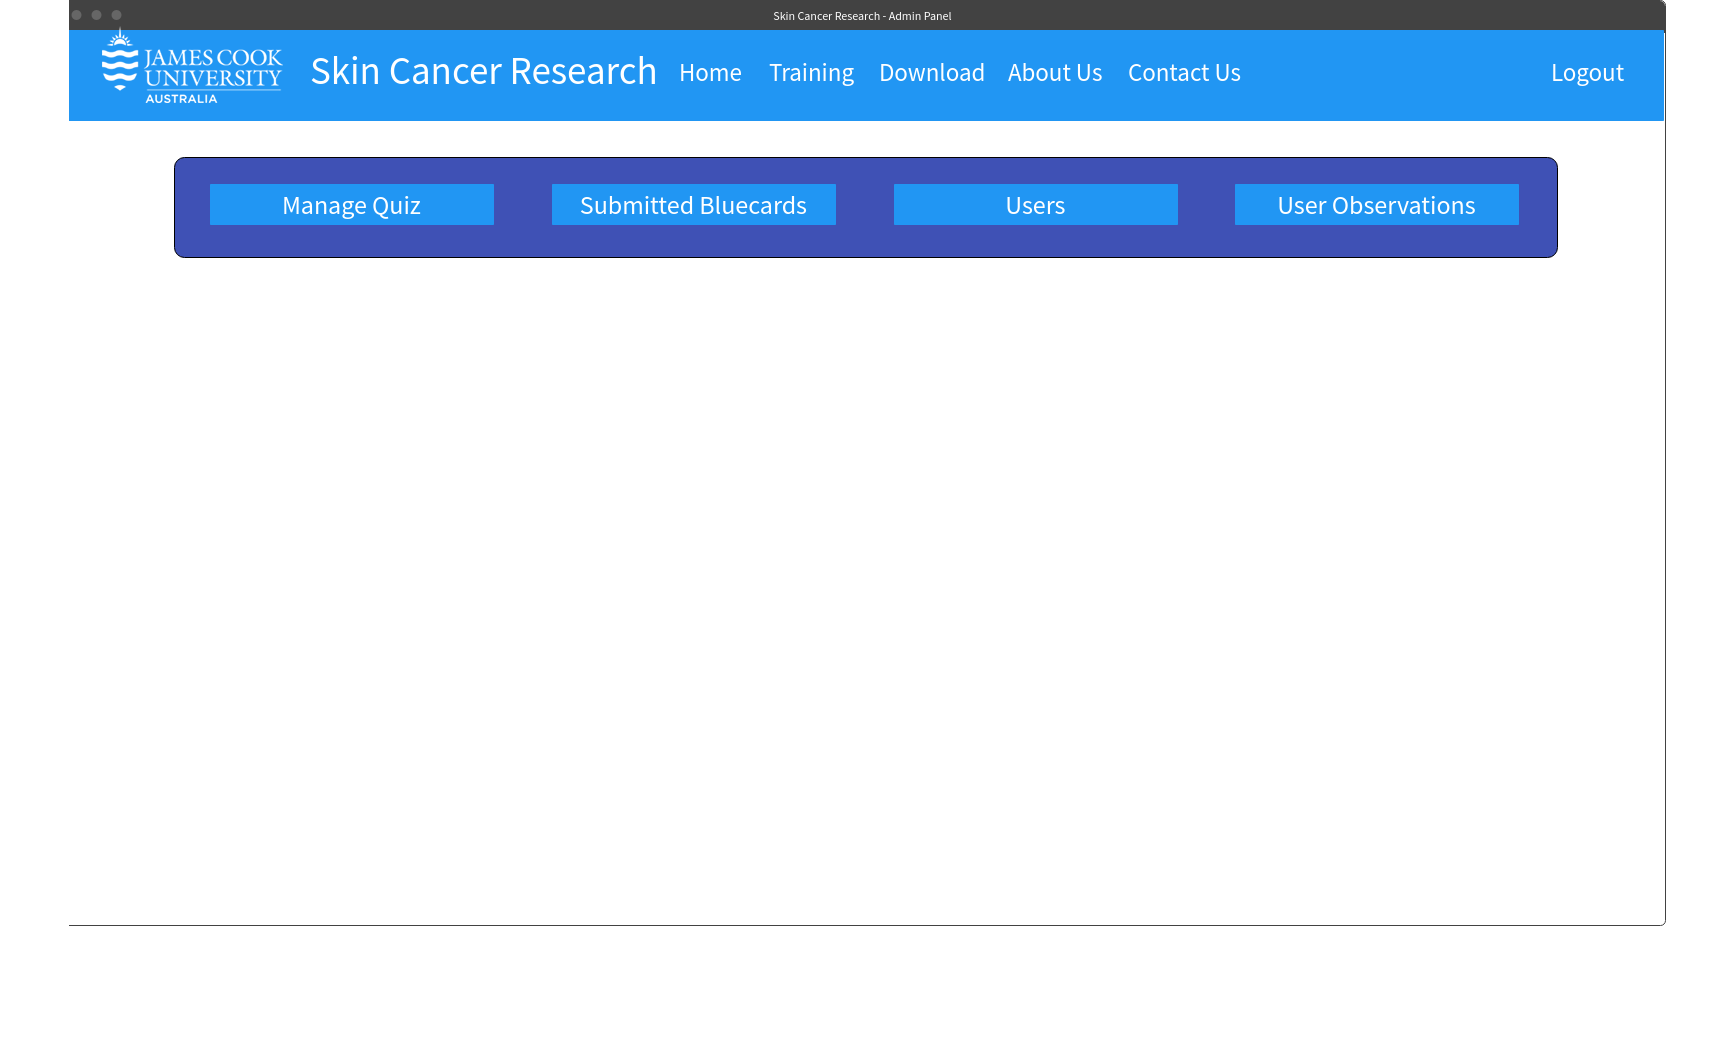 Skin Cancer Research - Admin Panel
JAMES COOK
UNIVERSITY
AUSTRALIA
Skin Cancer Research Home Training Download About Us Contact Us Logout
Manage Quiz Submitted Bluecards Users User Observations